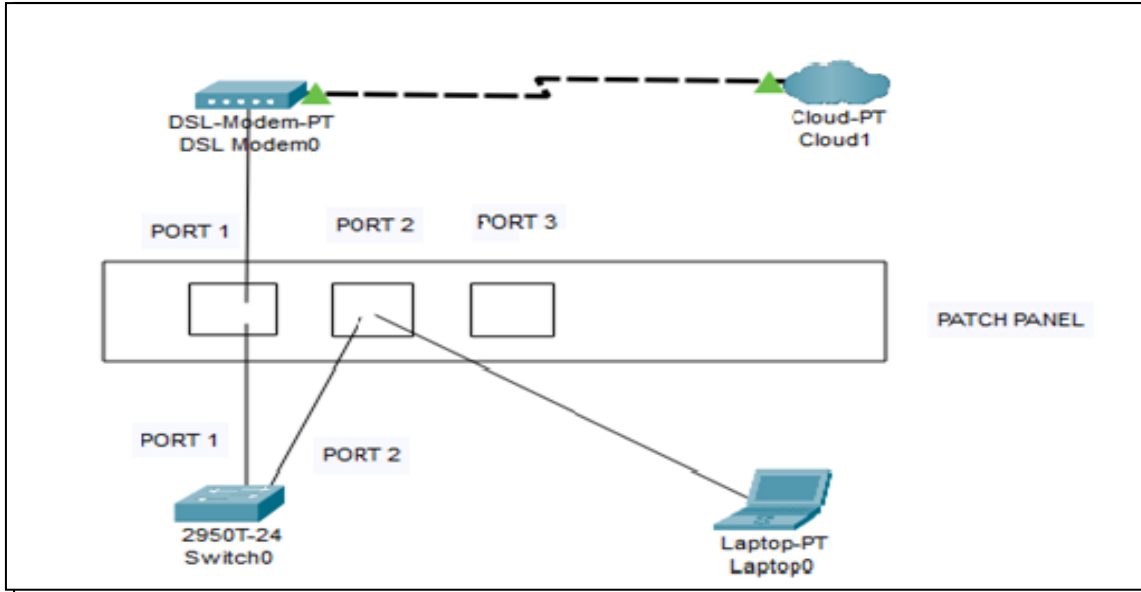 DSL-Modem-PT
DSL Modem0
Cloud-PT
Cloud1
PORT 1
PORT 2
PORT 3
PATCH PANEL
PORT 1
PORT 2
2950T-24
Switch0
Laptop-PT
Laptop0